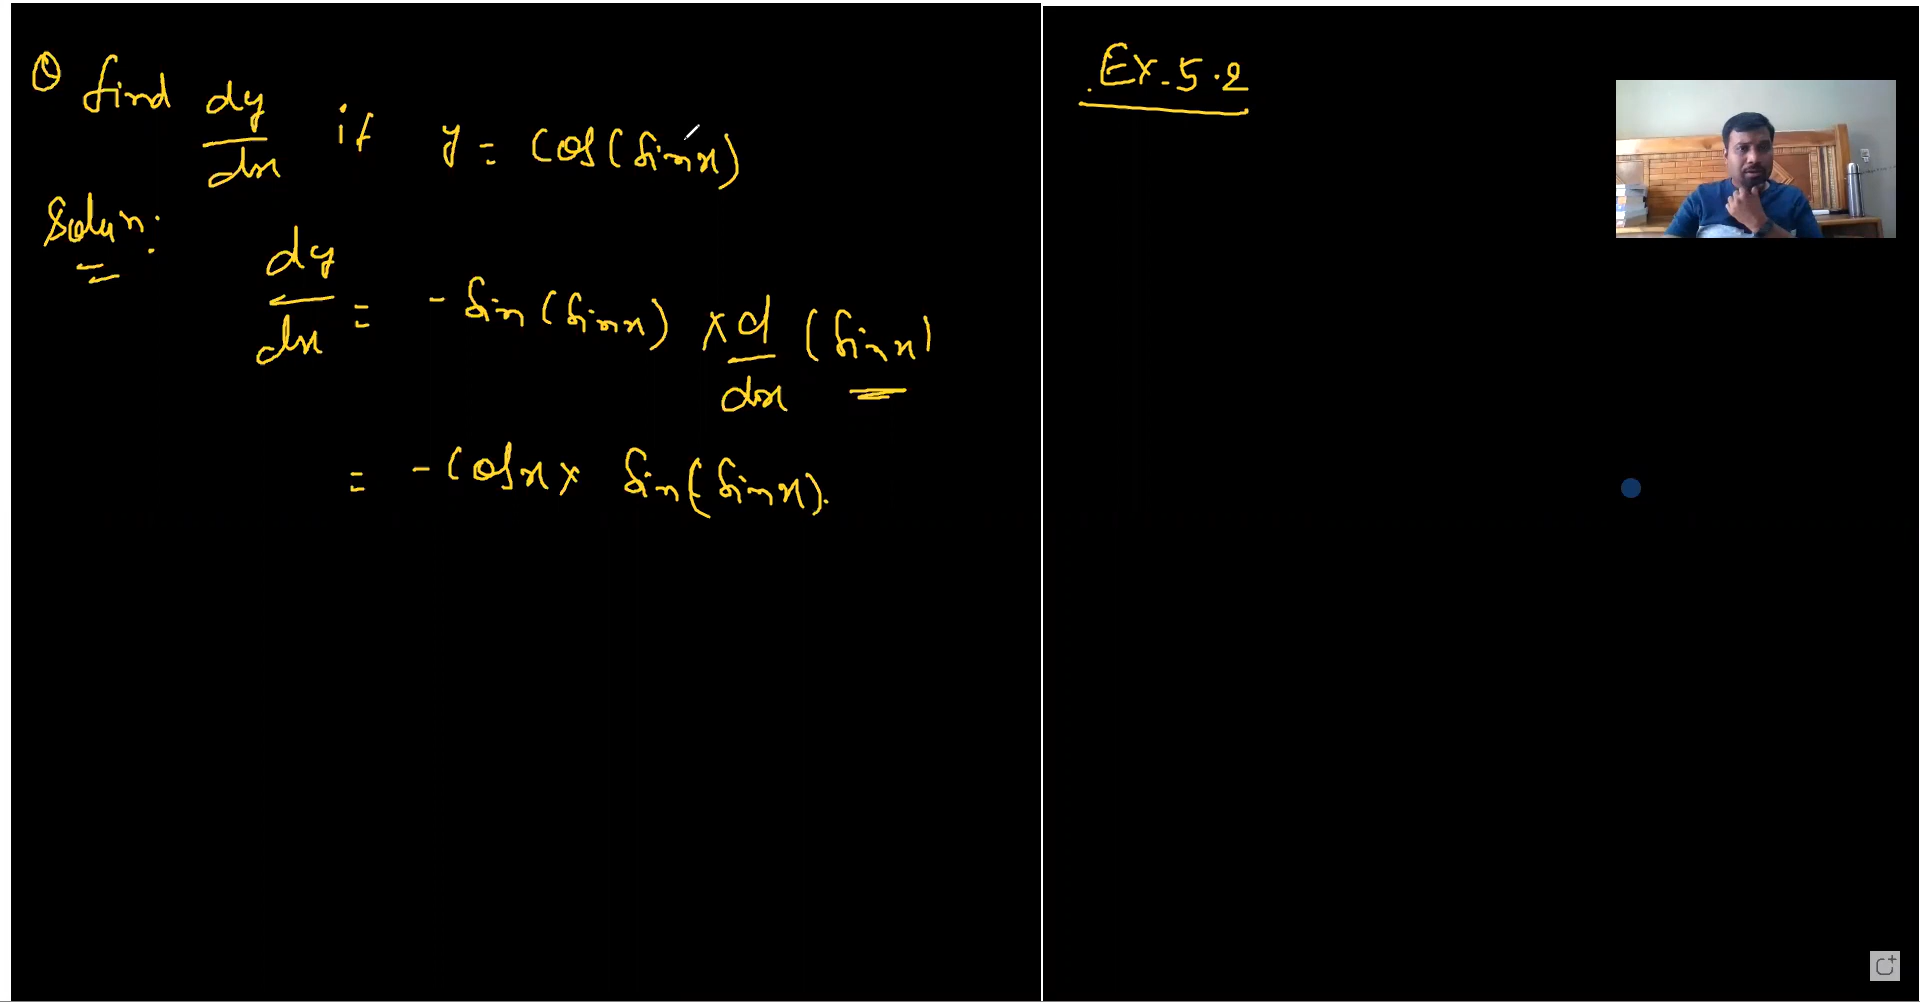 Q find dy/dx if y = cos(sinx)
Soln:
dy/dx = - sin(sinx) × d/dx (sinx)
= - cosx × sin(sinx).
Ex-5.2